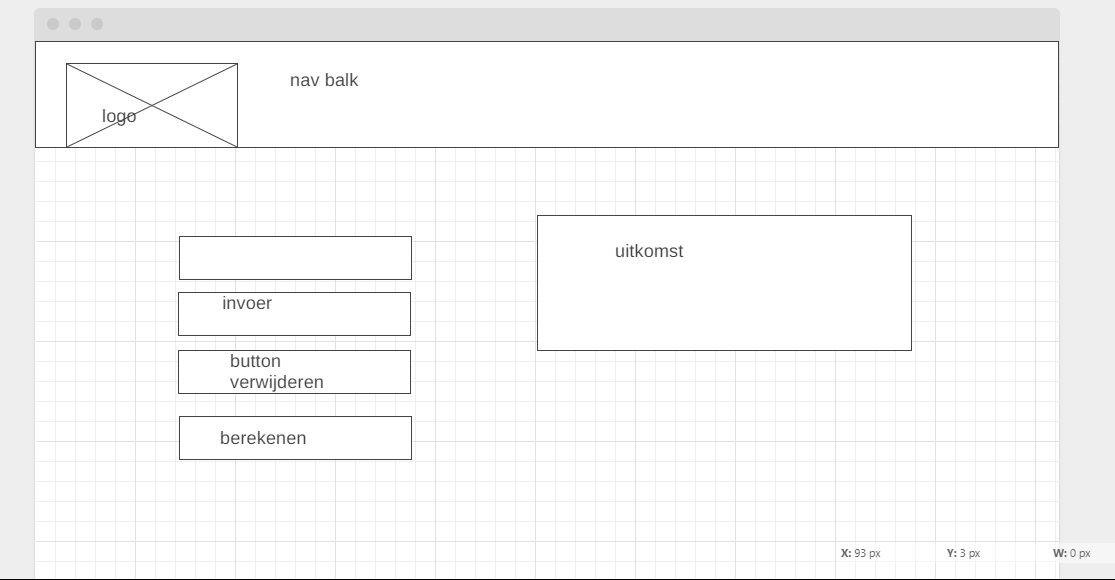 nav balk
logo
uitkomst
invoer
button
verwijderen
berekenen
X: 93 px Y: 3 px W: 0 px